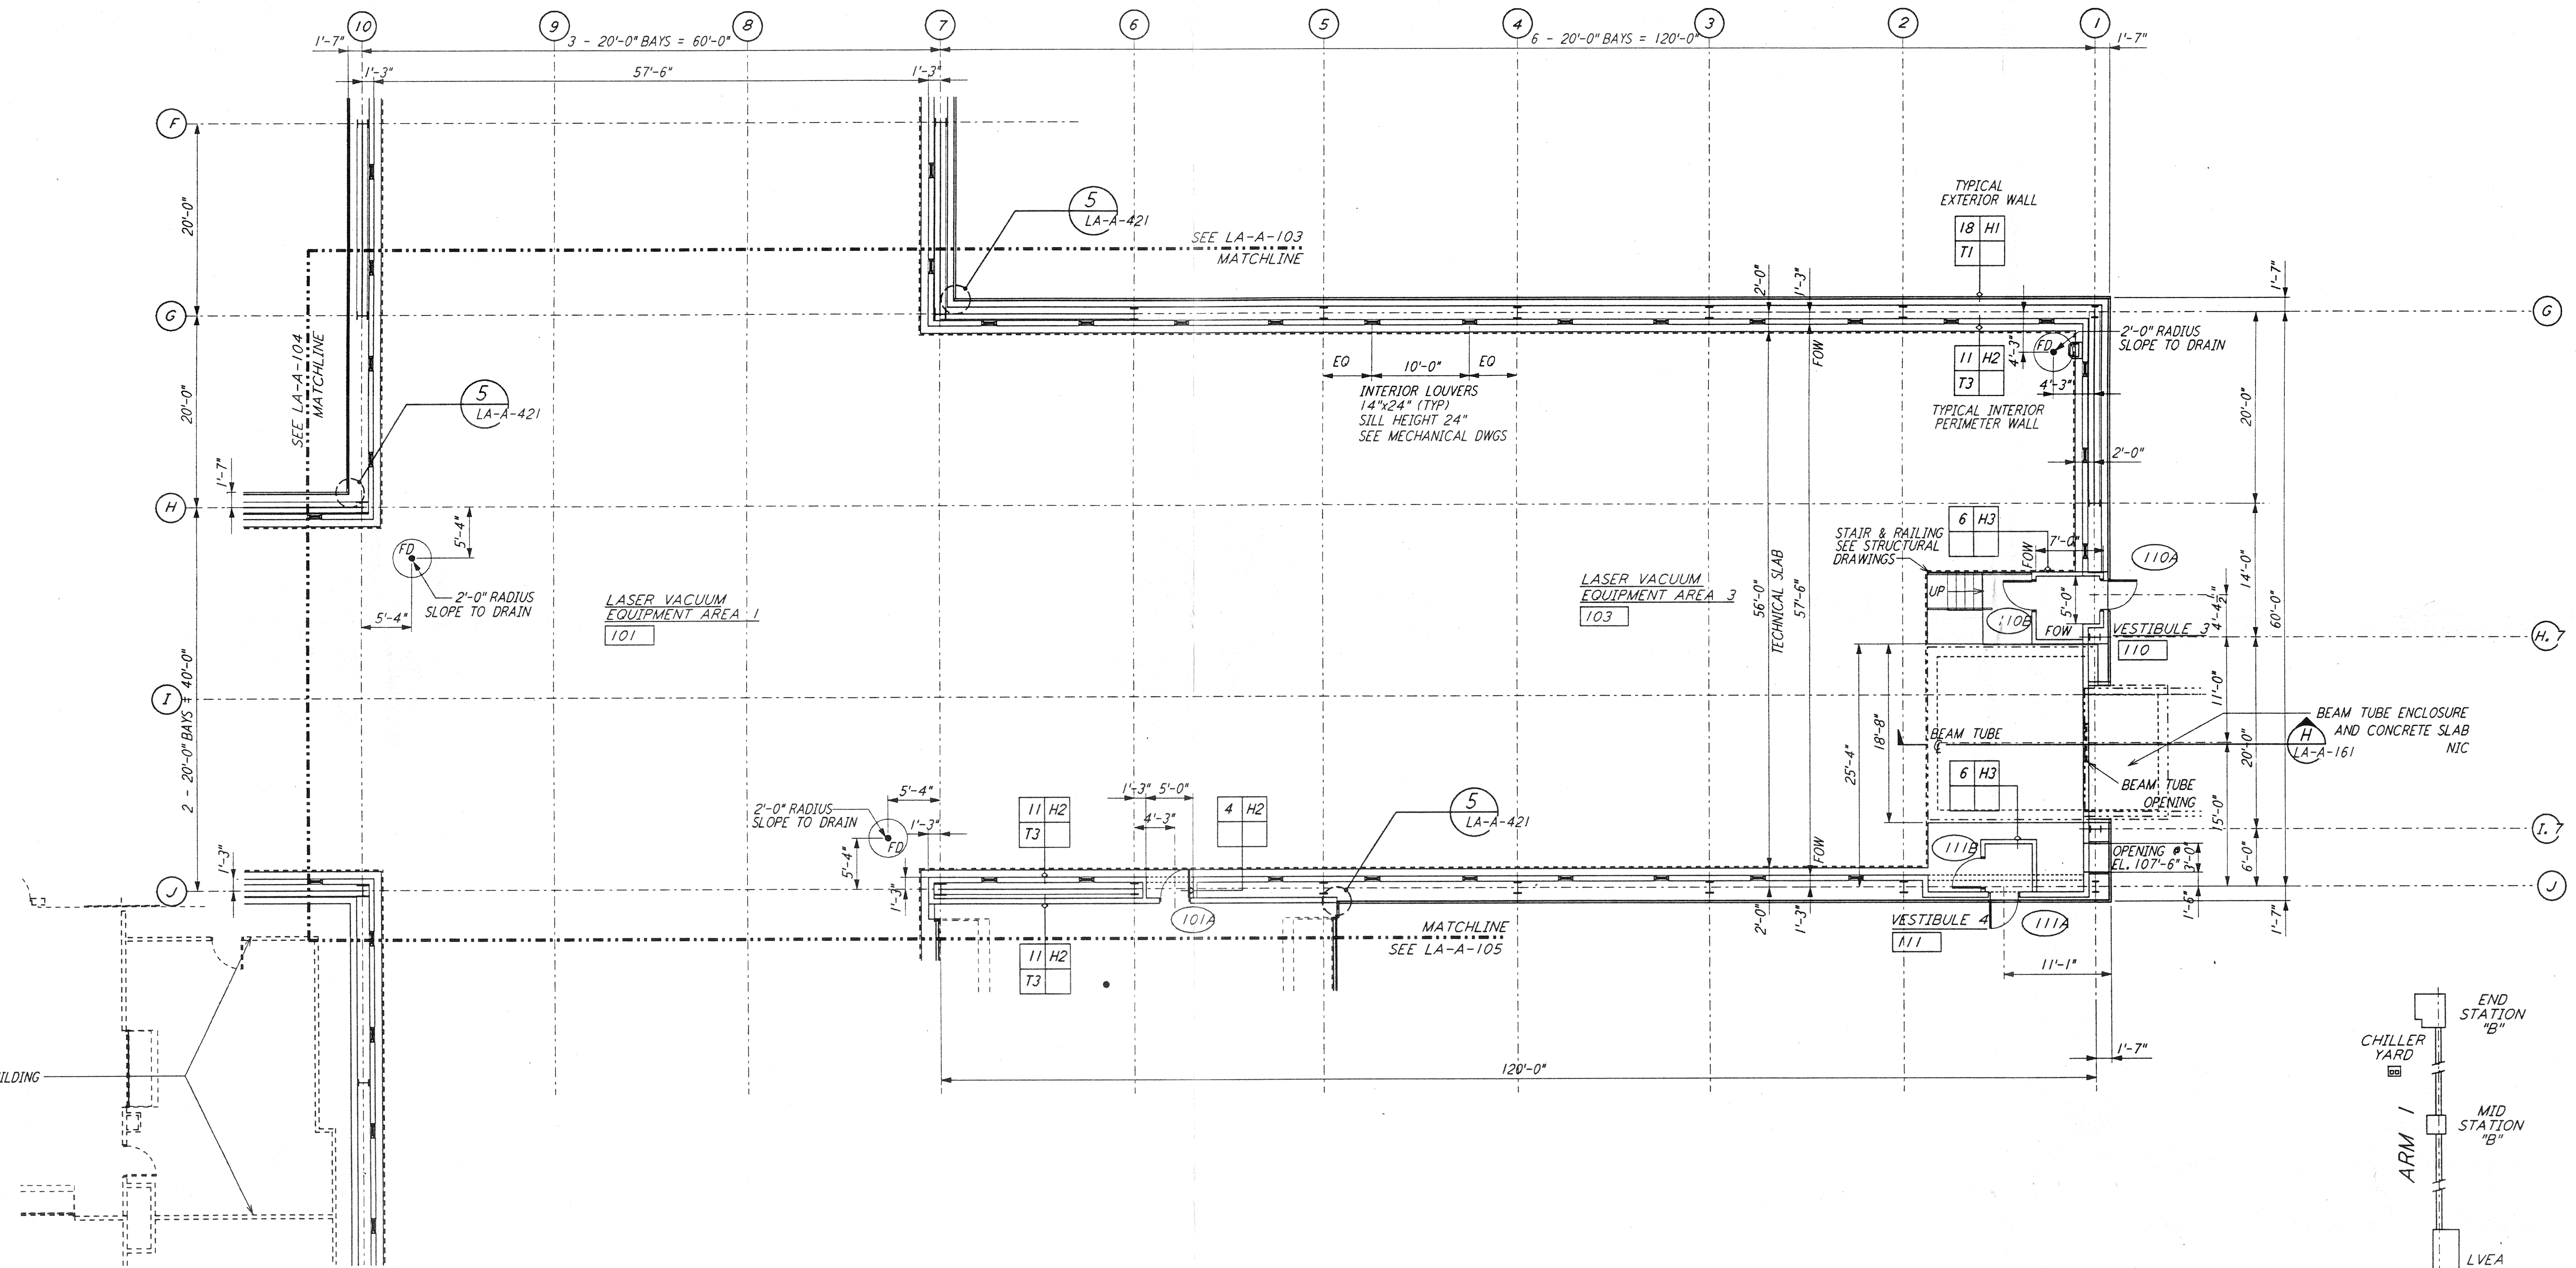 10
9
8
7
6
5
4
3
2
1
1'-7"
3 - 20'-0" BAYS = 60'-0"
6 - 20'-0" BAYS = 120'-0"
1'-7"
1'-3"
57'-6"
1'-3"
F
20'-0"
5
LA-A-421
SEE LA-A-103
MATCHLINE
TYPICAL
EXTERIOR WALL
18 H1
T1
2'-0"
1'-3"
1'-7"
G
G
SEE LA-A-104
MATCHLINE
20'-0"
5
LA-A-421
EQ
10'-0"
EQ
INTERIOR LOUVERS
14"x24" (TYP)
SILL HEIGHT 24"
SEE MECHANICAL DWGS
FOW
11 H2
T3
TYPICAL INTERIOR
PERIMETER WALL
4'-3"
FD
4'-3"
2'-0" RADIUS
SLOPE TO DRAIN
20'-0"
2'-0"
1'-7"
H
FD
5'-4"
2'-0" RADIUS
SLOPE TO DRAIN
5'-4"
LASER VACUUM
EQUIPMENT AREA 1
101
LASER VACUUM
EQUIPMENT AREA 3
103
56'-0"
TECHNICAL SLAB
57'-6"
6 H3
STAIR & RAILING
SEE STRUCTURAL
DRAWINGS
FOW
7'-0"
110A
UP
5'-0"
110B
FOW
VESTIBULE 3
110
14'-0"
4'-4 1/2"
60'-0"
H.7
I
2 - 20'-0" BAYS = 40'-0"
25'-4"
18'-8"
BEAM TUBE
11'-0"
20'-0"
BEAM TUBE ENCLOSURE
AND CONCRETE SLAB
NIC
H
LA-A-161
BEAM TUBE
OPENING
6 H3
15'-0"
I.7
2'-0" RADIUS
SLOPE TO DRAIN
5'-4"
FD
1'-3"
5'-4"
11 H2
T3
1'-3"
5'-0"
4'-3"
4 H2
5
LA-A-421
FOW
111B
OPENING @
EL. 107'-6"
3'-0"
6'-0"
1'-3"
J
1'-3"
101A
2'-0"
1'-3"
VESTIBULE 4
111
111A
1'-6"
1'-7"
J
MATCHLINE
SEE LA-A-105
11 H2
T3
11'-1"
1'-7"
120'-0"
ILDING
END
STATION
"B"
CHILLER
YARD
ARM 1
MID
STATION
"B"
LVEA